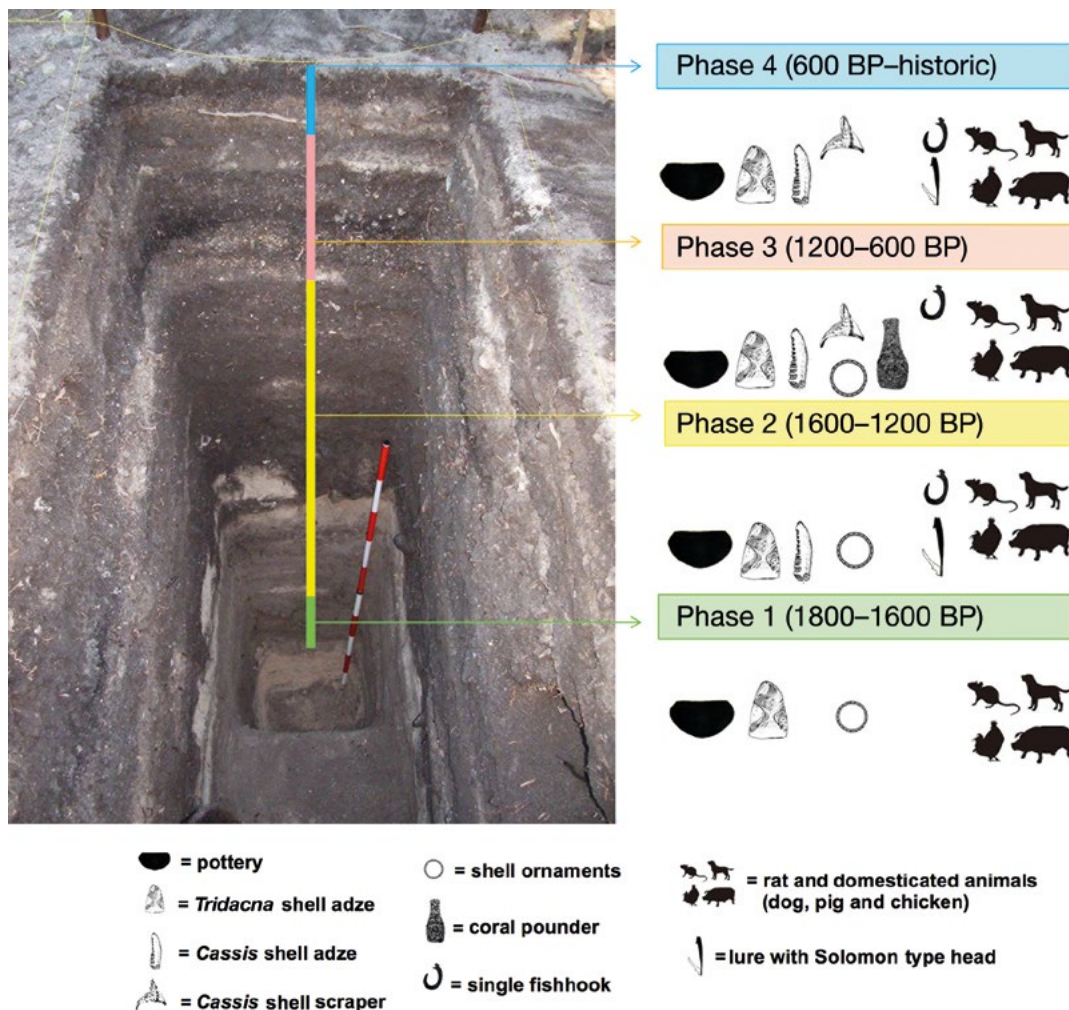 Phase 4 (600 BP–historic)
Phase 3 (1200–600 BP)
Phase 2 (1600–1200 BP)
Phase 1 (1800–1600 BP)
= pottery
= Tridacna shell adze
= Cassis shell adze
= Cassis shell scraper
= shell ornaments
= coral pounder
= single fishhook
= rat and domesticated animals
(dog, pig and chicken)
=lure with Solomon type head